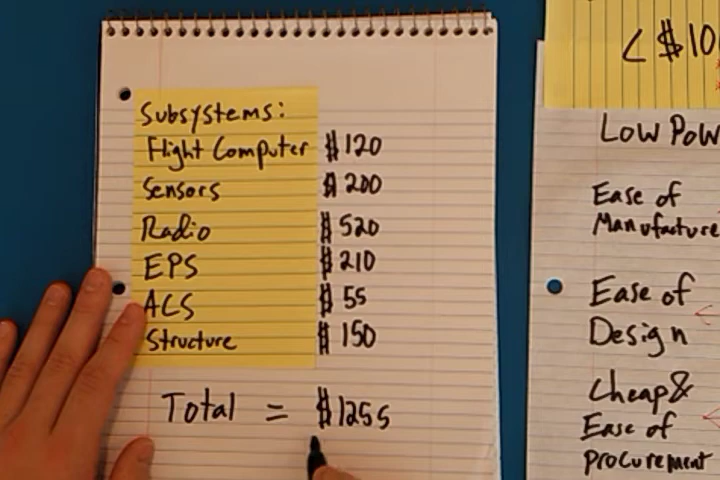 Subsystems:
Flight Computer $120
Sensors $200
Radio $520
EPS $210
ACS $55
Structure $150
Total = $1255
< $10
Low Pow
Ease of
Manufacture
Ease of
Design
Cheap &
Ease of
procurement